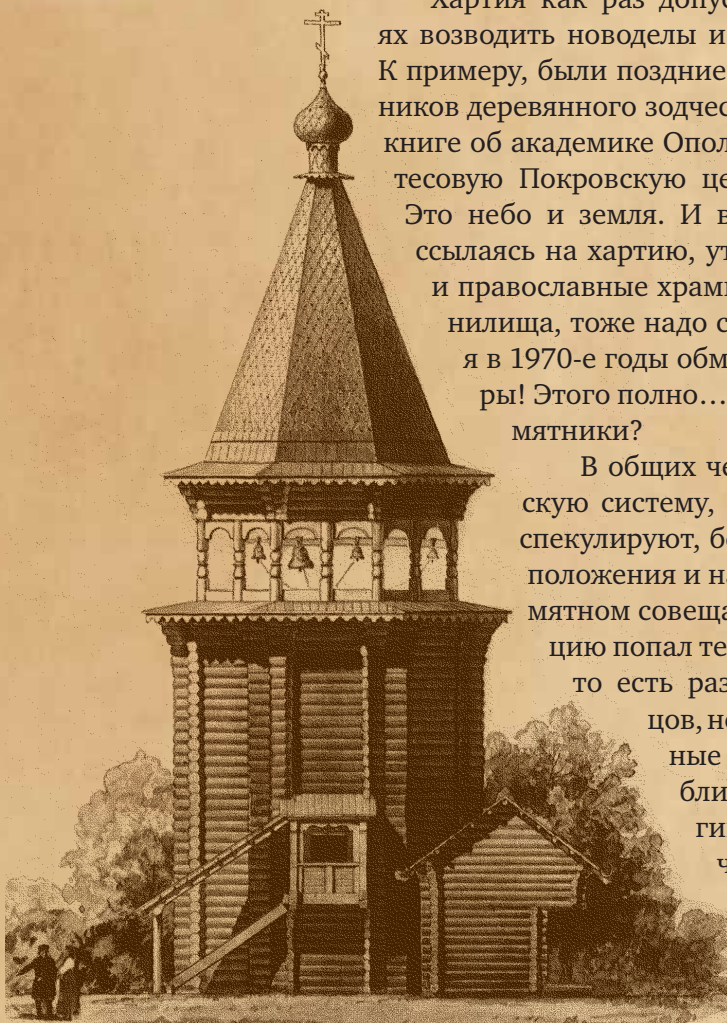 Хартия как раз допус
ях возводить новоделы и
К примеру, были поздние
ников деревянного зодчес
книге об академике Опол
тесовую Покровскую це
Это небо и земля. И в
ссылаясь на хартию, ут
и православные храм
нилища, тоже надо с
я в 1970-е годы обм
ры! Этого полно…
мятники?
В общих че
скую систему,
спекулируют, б
положения и н
мятном совеща
цию попал те
то есть раз
цов, не
ные
бли
ги
ч